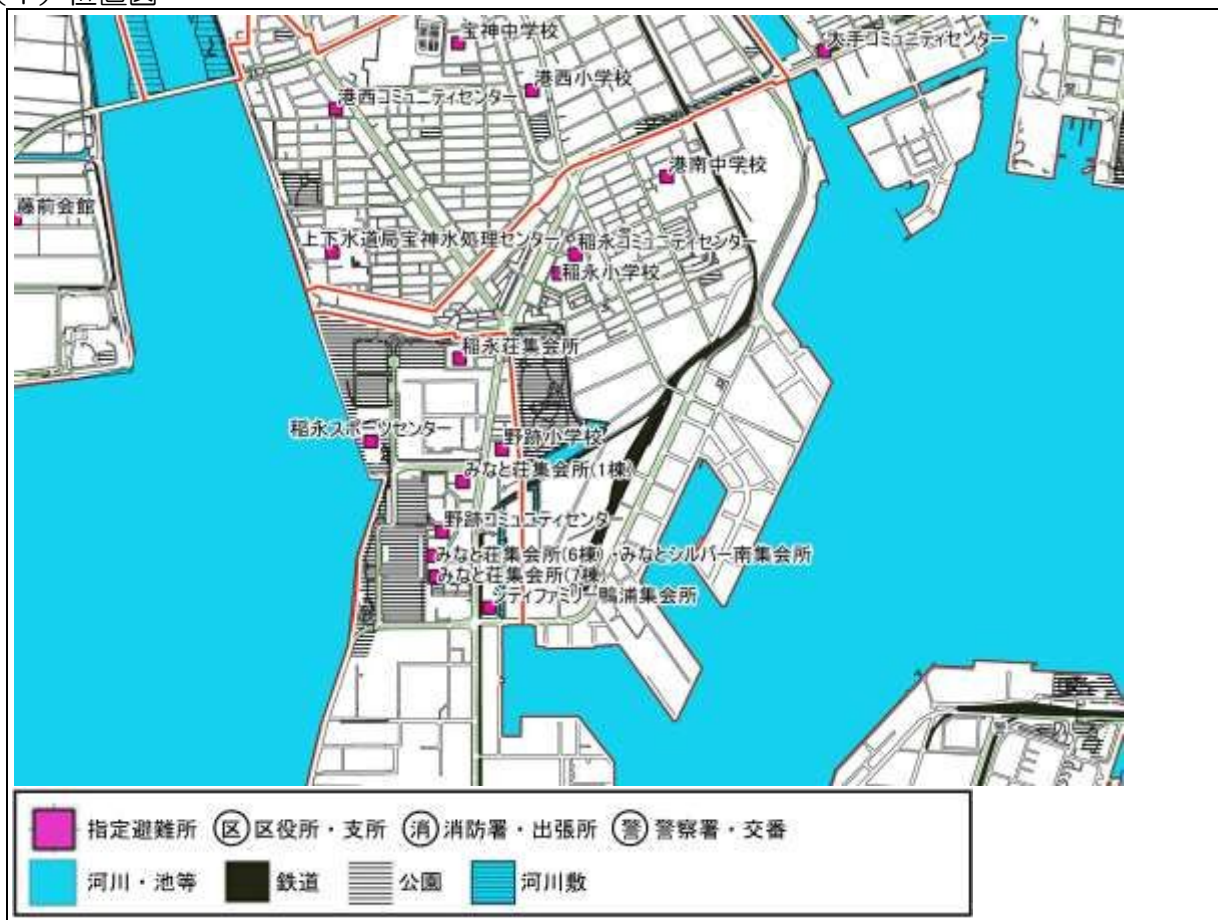 (イ)位置図
宝神中学校
大手コミュニティセンター
港西小学校
港西コミュニティセンター
港南中学校
藤前会館
上下水道局宝神水処理センター
稲永コミュニティセンター
稲永小学校
稲永荘集会所
稲永スポーツセンター
野跡小学校
みなと荘集会所(1棟)
野跡コミュニティセンター
みなと荘集会所(6棟)・みなとシルバー南集会所
みなと荘集会所(7棟)
シティファミリー鴨浦集会所
指定避難所 区 区役所・支所 消 消防署・出張所 警 警察署・交番
河川・池等 鉄道 公園 河川敷